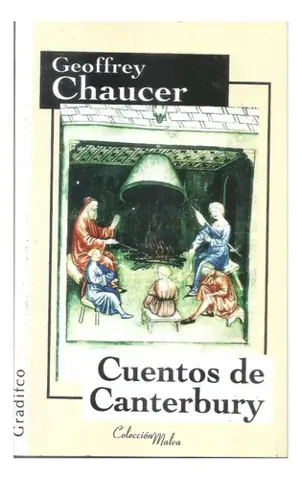 Geoffrey
Chaucer
Cuentos de
Canterbury
Colección Malva
Gradifco